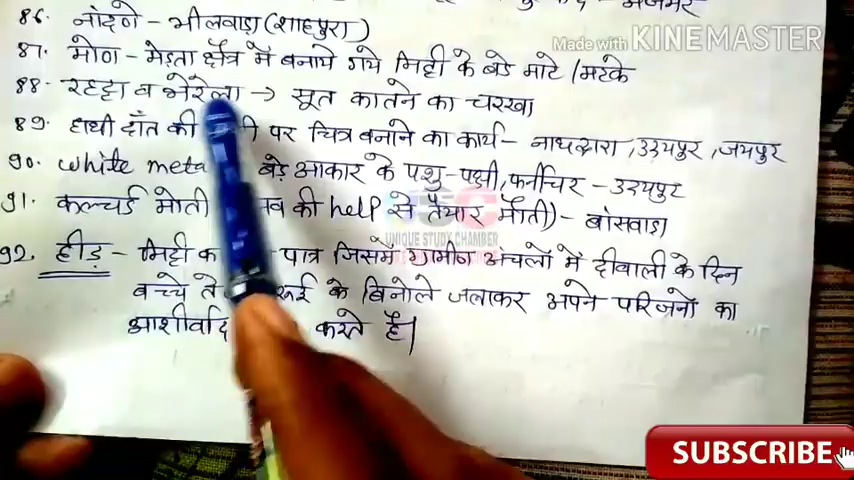 86. नांदणे - भीलवाड़ा (शाहपुरा)
Made with KINEMASTER
87. मोण - मेड़ता क्षेत्र में बनाये गये मिट्टी के बडे माटे / मटके
88. रहट्टा व भेरेला → सूत कातने का चरखा
89. हाथी दाँत की पर चित्र बनाने का कार्य - नाथद्वारा, उदयपुर, जयपुर
90. white meta बड़े आकार के पशु-पक्षी, फर्नीचर - उदयपुर
91. कल्चर्ड मोती की help से तैयार मोती) - बांसवाड़ा
UNIQUE STUDY CHAMBER
92. हीड़ - मिट्टी का पात्र जिसमें ग्रामीण अंचलों में दीवाली के दिन
बच्चे ते रूई के बिनोले जलाकर अपने परिजनों का
आशीर्वाद करते है।
SUBSCRIBE